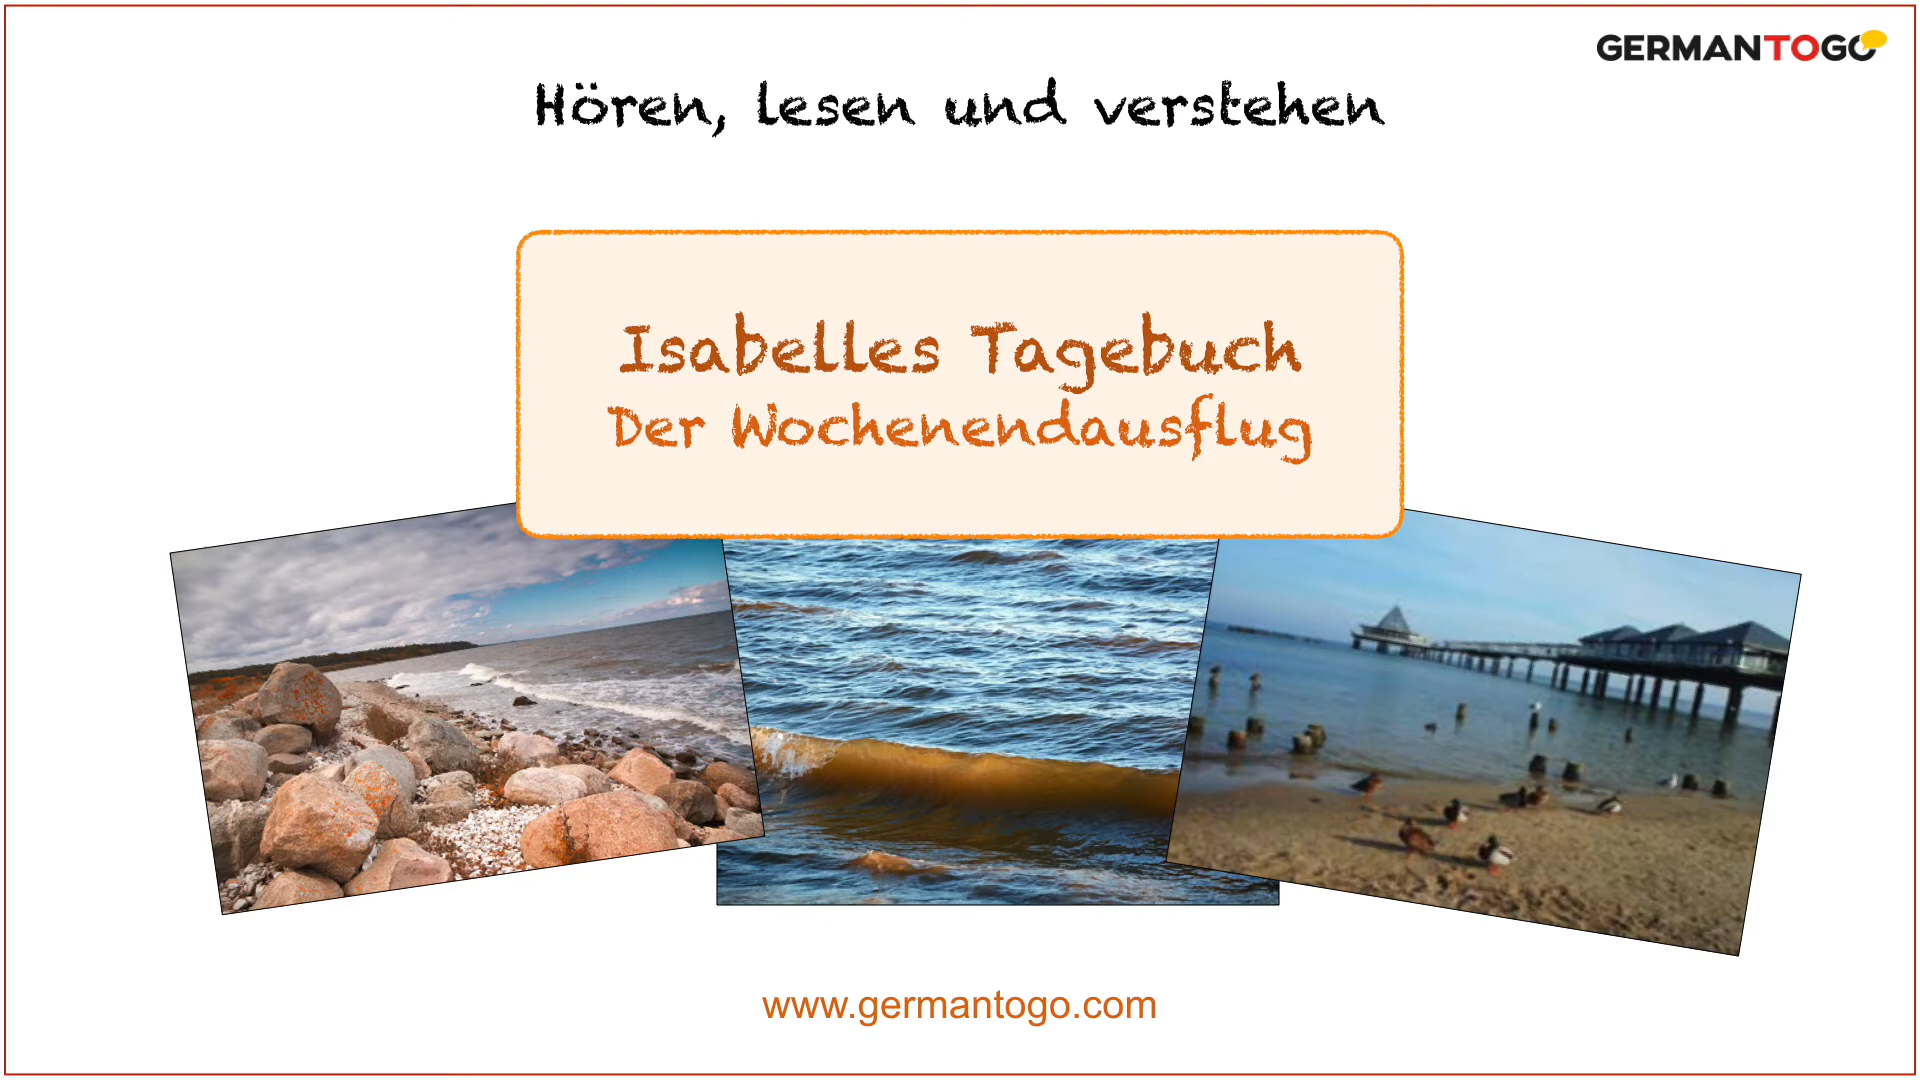 GERMANTOGO
Hören, lesen und verstehen
Isabelles Tagebuch
Der Wochenendausflug
www.germantogo.com